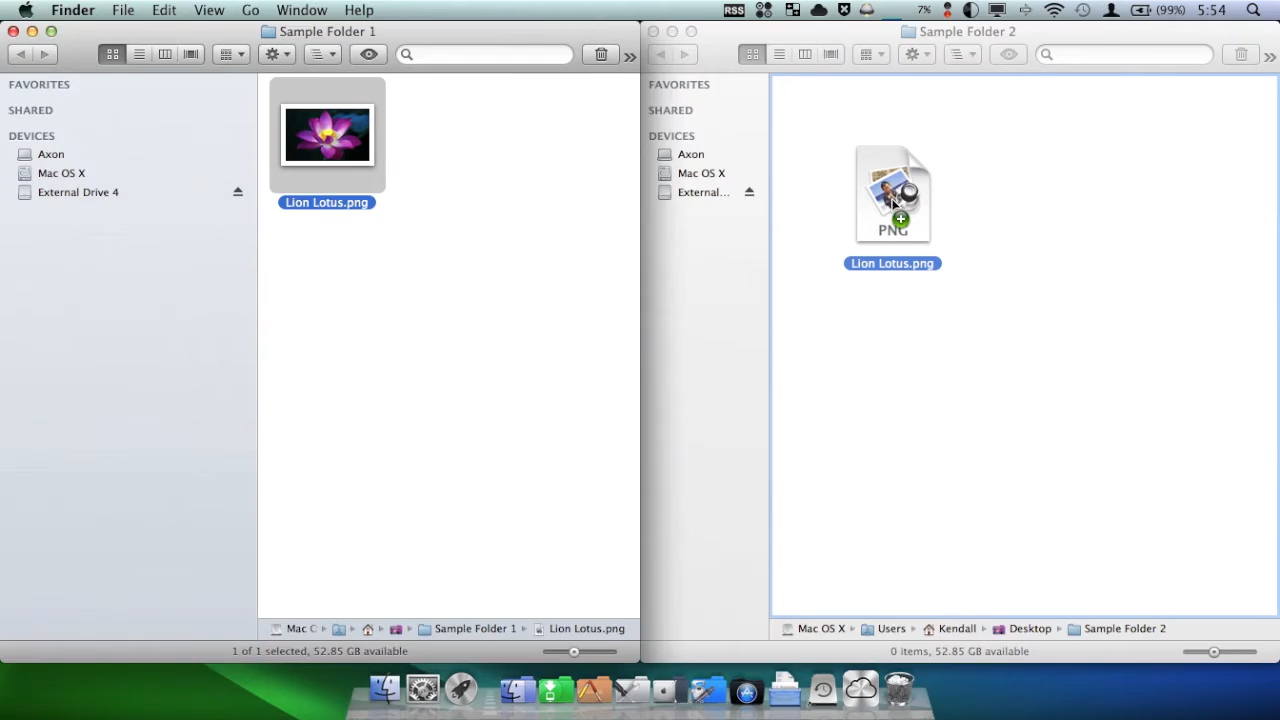 Finder File Edit View Go Window Help RSS 7% (99%) 5:54
Sample Folder 1
FAVORITES
SHARED
DEVICES
Axon
Mac OS X
External Drive 4
Lion Lotus.png
Mac O Sample Folder 1 Lion Lotus.png
1 of 1 selected, 52.85 GB available
Sample Folder 2
FAVORITES
SHARED
DEVICES
Axon
Mac OS X
External...
PNG
Lion Lotus.png
Mac OS X Users Kendall Desktop Sample Folder 2
0 items, 52.85 GB available